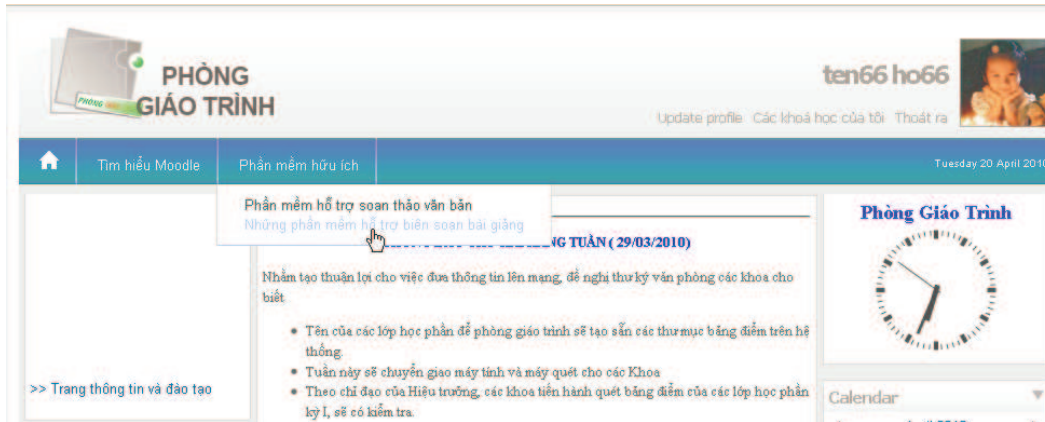 PHÒNG
GIÁO TRÌNH
ten66 ho66
Update profile Các khoá học của tôi Thoát ra
Tìm hiểu Moodle
Phần mềm hữu ích
Tuesday 20 April 2010
Phần mềm hỗ trợ soạn thảo văn bản
Những phần mềm hỗ trợ biên soạn bài giảng
TUẦN ( 29/03/2010)
Nhằm tạo thuận lợi cho việc đưa thông tin lên mạng, đề nghị thư ký văn phòng các khoa cho
biết
Tên của các lớp học phần để phòng giáo trình sẽ tạo sẵn các thư mục bảng điểm trên hệ
thống.
Tuần này sẽ chuyển giao máy tính và máy quét cho các Khoa
Theo chỉ đạo của Hiệu trưởng, các khoa tiến hành quét bảng điểm của các lớp học phần
kỳ I, sẽ có kiểm tra.
>> Trang thông tin và đào tạo
Phòng Giáo Trình
Calendar